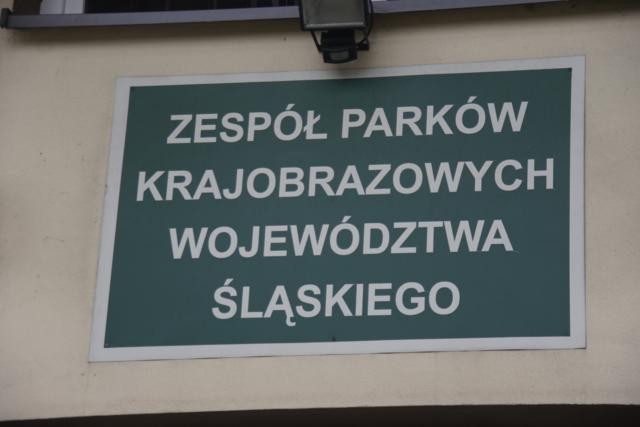 ZESPÓŁ PARKÓW
KRAJOBRAZOWYCH
WOJEWÓDZTWA
ŚLĄSKIEGO